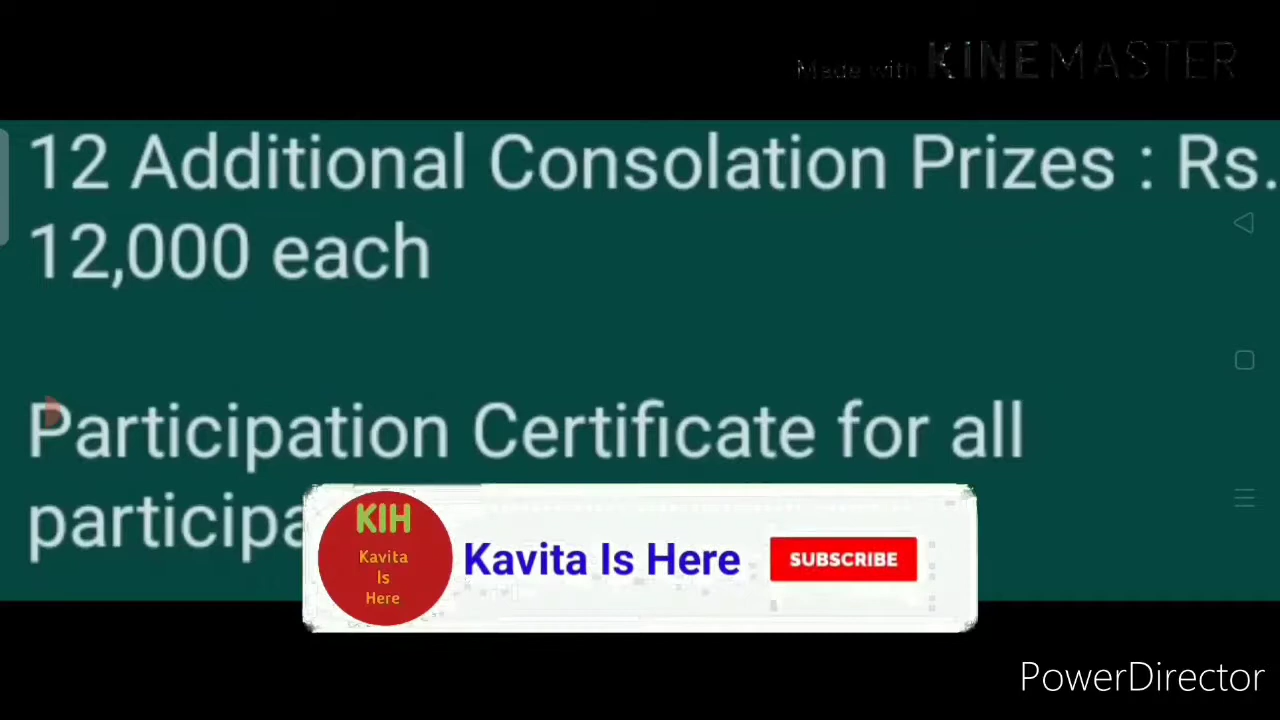 Made with KINEMASTER
12 Additional Consolation Prizes : Rs.
12,000 each
Participation Certificate for all
KIH
Kavita
Is
Here
Kavita Is Here
SUBSCRIBE
PowerDirector